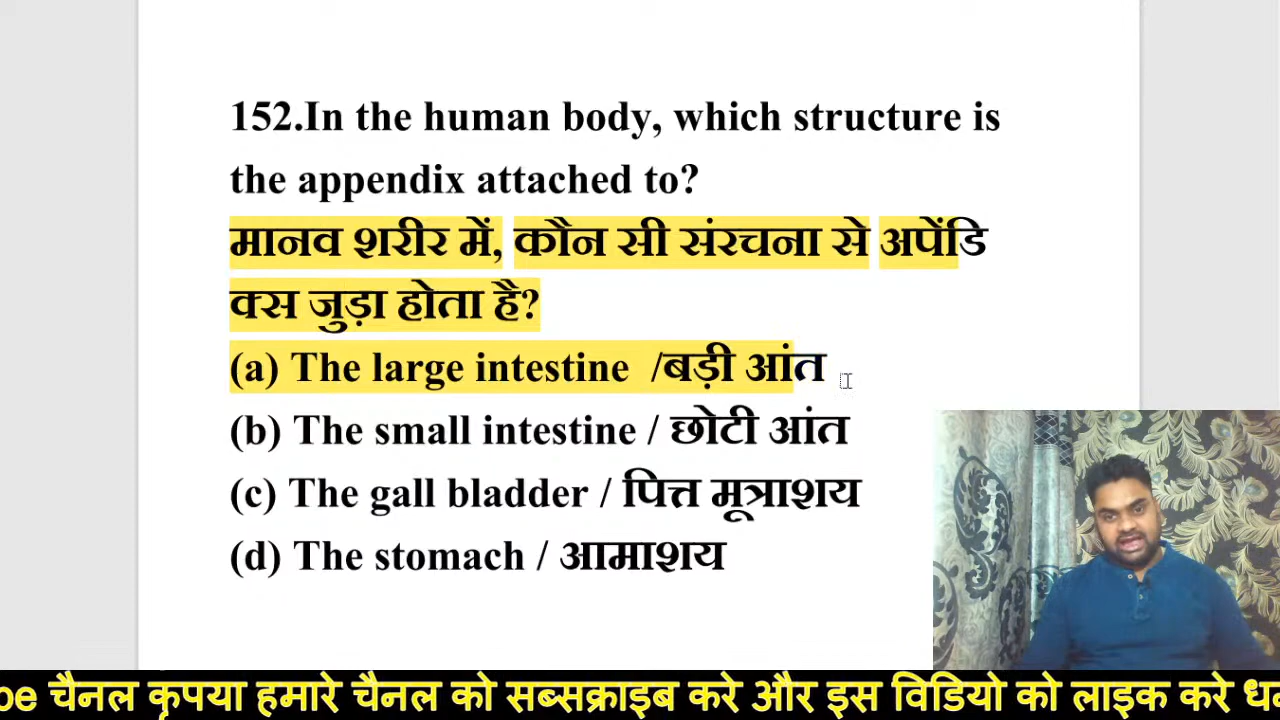 152.In the human body, which structure is
the appendix attached to?
मानव शरीर में, कौन सी संरचना से अपेंडि
क्स जुड़ा होता है?
(a) The large intestine /बड़ी आंत
(b) The small intestine / छोटी आंत
(c) The gall bladder / पित्त मूत्राशय
(d) The stomach / आमाशय
be चैनल कृपया हमारे चैनल को सब्सक्राइब करे और इस विडियो को लाइक करे